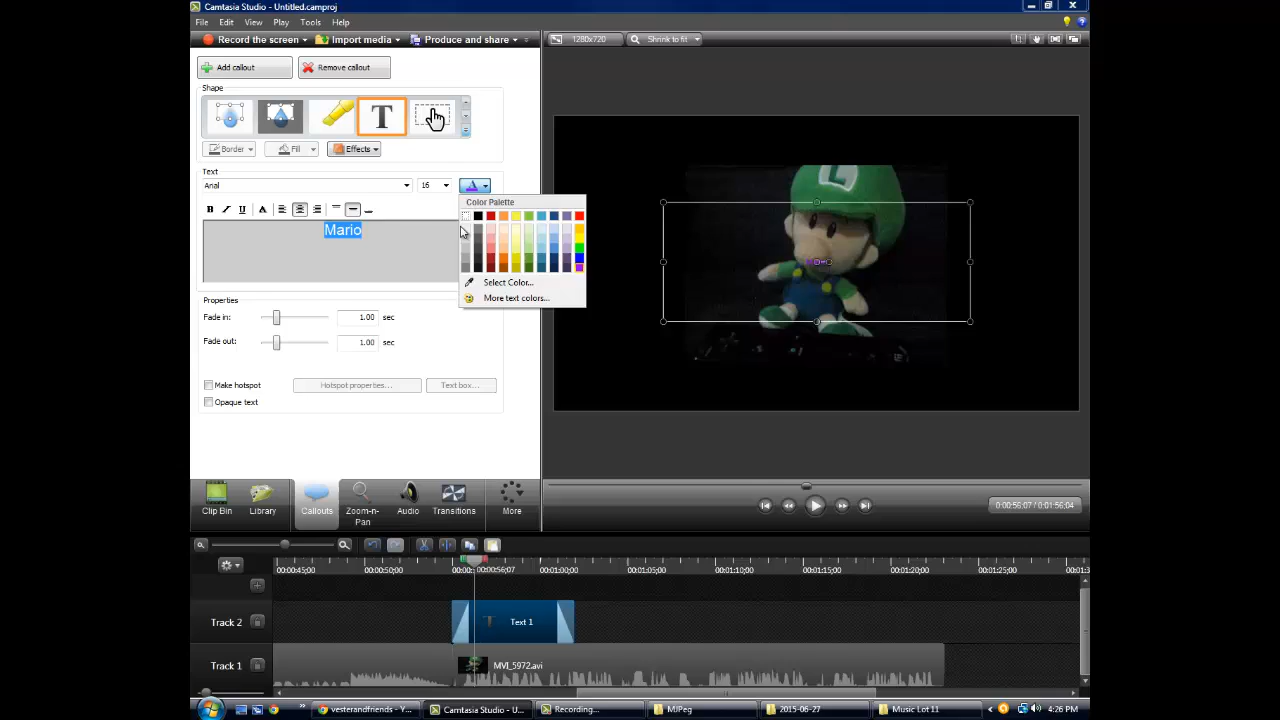 Camtasia Studio - Untitled.camproj
File Edit View Play Tools Help
Record the screen Import media Produce and share 1280x720 Shrink to fit
Add callout Remove callout
Shape
T
Border Fill Effects
Text
Arial 16 A
Color Palette
B I U A
Mario
Select Color...
More text colors...
Properties
Fade in: 1.00 sec
Fade out: 1.00 sec
Make hotspot Hotspot properties... Text box...
Opaque text
L
Clip Bin Library Callouts Zoom-n-Pan Audio Transitions More
0:00:56;07 / 0:01:56;04
00:00:45;00 00:00:50;00 00:00: 0:00:56;07 00:01:00;00 00:01:05;00 00:01:10;00 00:01:15;00 00:01:20;00 00:01:25;00 00:01:3
Track 2 T Text 1
Track 1 MVI_5972.avi
vesterandfriends - Y... Camtasia Studio - U... Recording... MJPeg 2015-06-27 Music Lot 11 4:26 PM